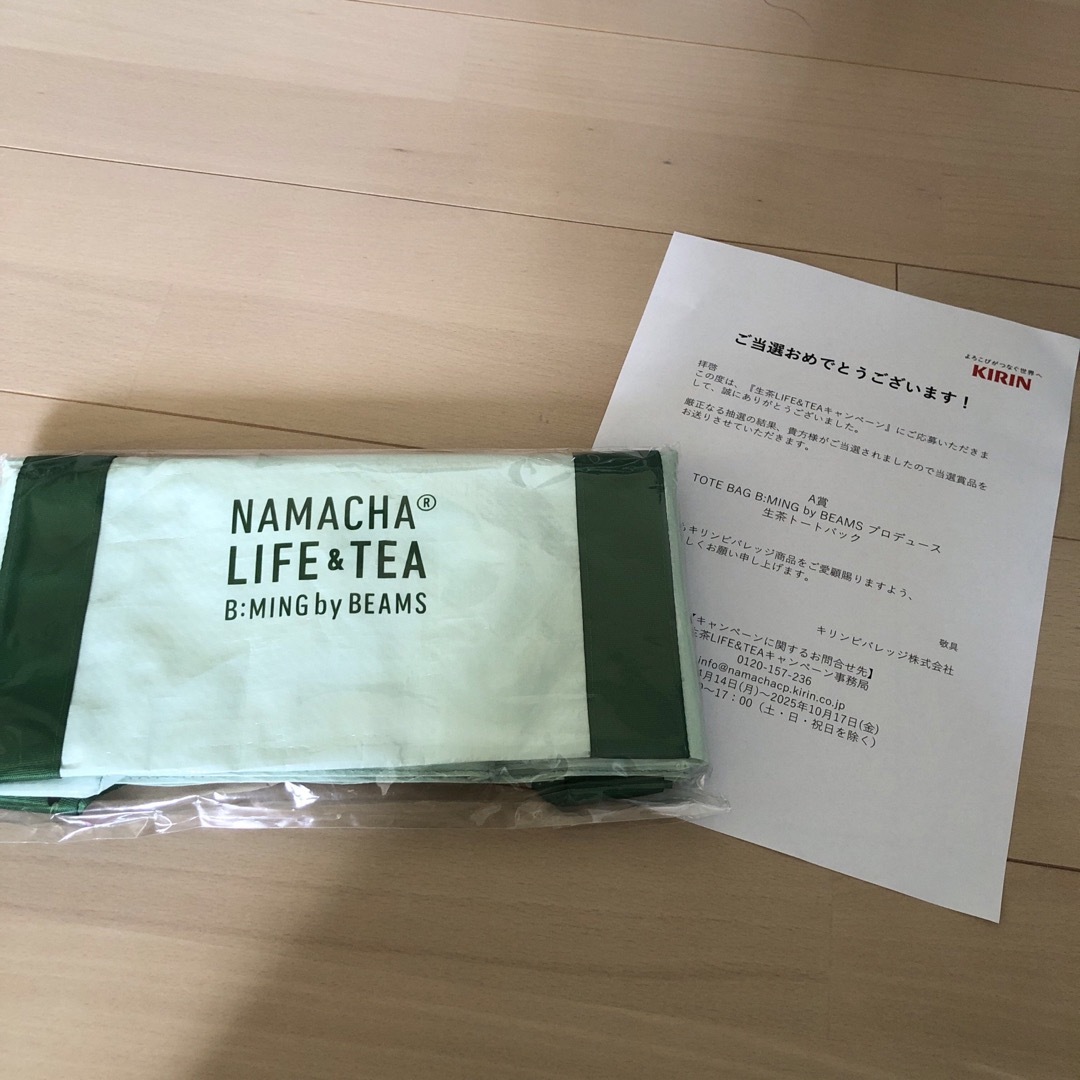 NAMACHA®
LIFE & TEA
B:MING by BEAMS
よろこびがつなぐ世界へ
KIRIN
ご当選おめでとうございます！
拝啓
この度は、『生茶LIFE&TEAキャンペーン』にご応募いただきま
して、誠にありがとうございました。
厳正なる抽選の結果、貴方様がご当選されましたので当選賞品を
お送りさせていただきます。
A賞
TOTE BAG B:MING by BEAMS プロデュース
生茶トートバック
キリンビバレッジ商品をご愛顧賜りますよう、
しくお願い申し上げます。
敬具
キリンビバレッジ株式会社
【キャンペーンに関するお問合せ先】
生茶LIFE&TEAキャンペーン事務局
0120-157-236
info@namachacp.kirin.co.jp
月14日(月)～2025年10月17日(金)
～17：00（土・日・祝日を除く）